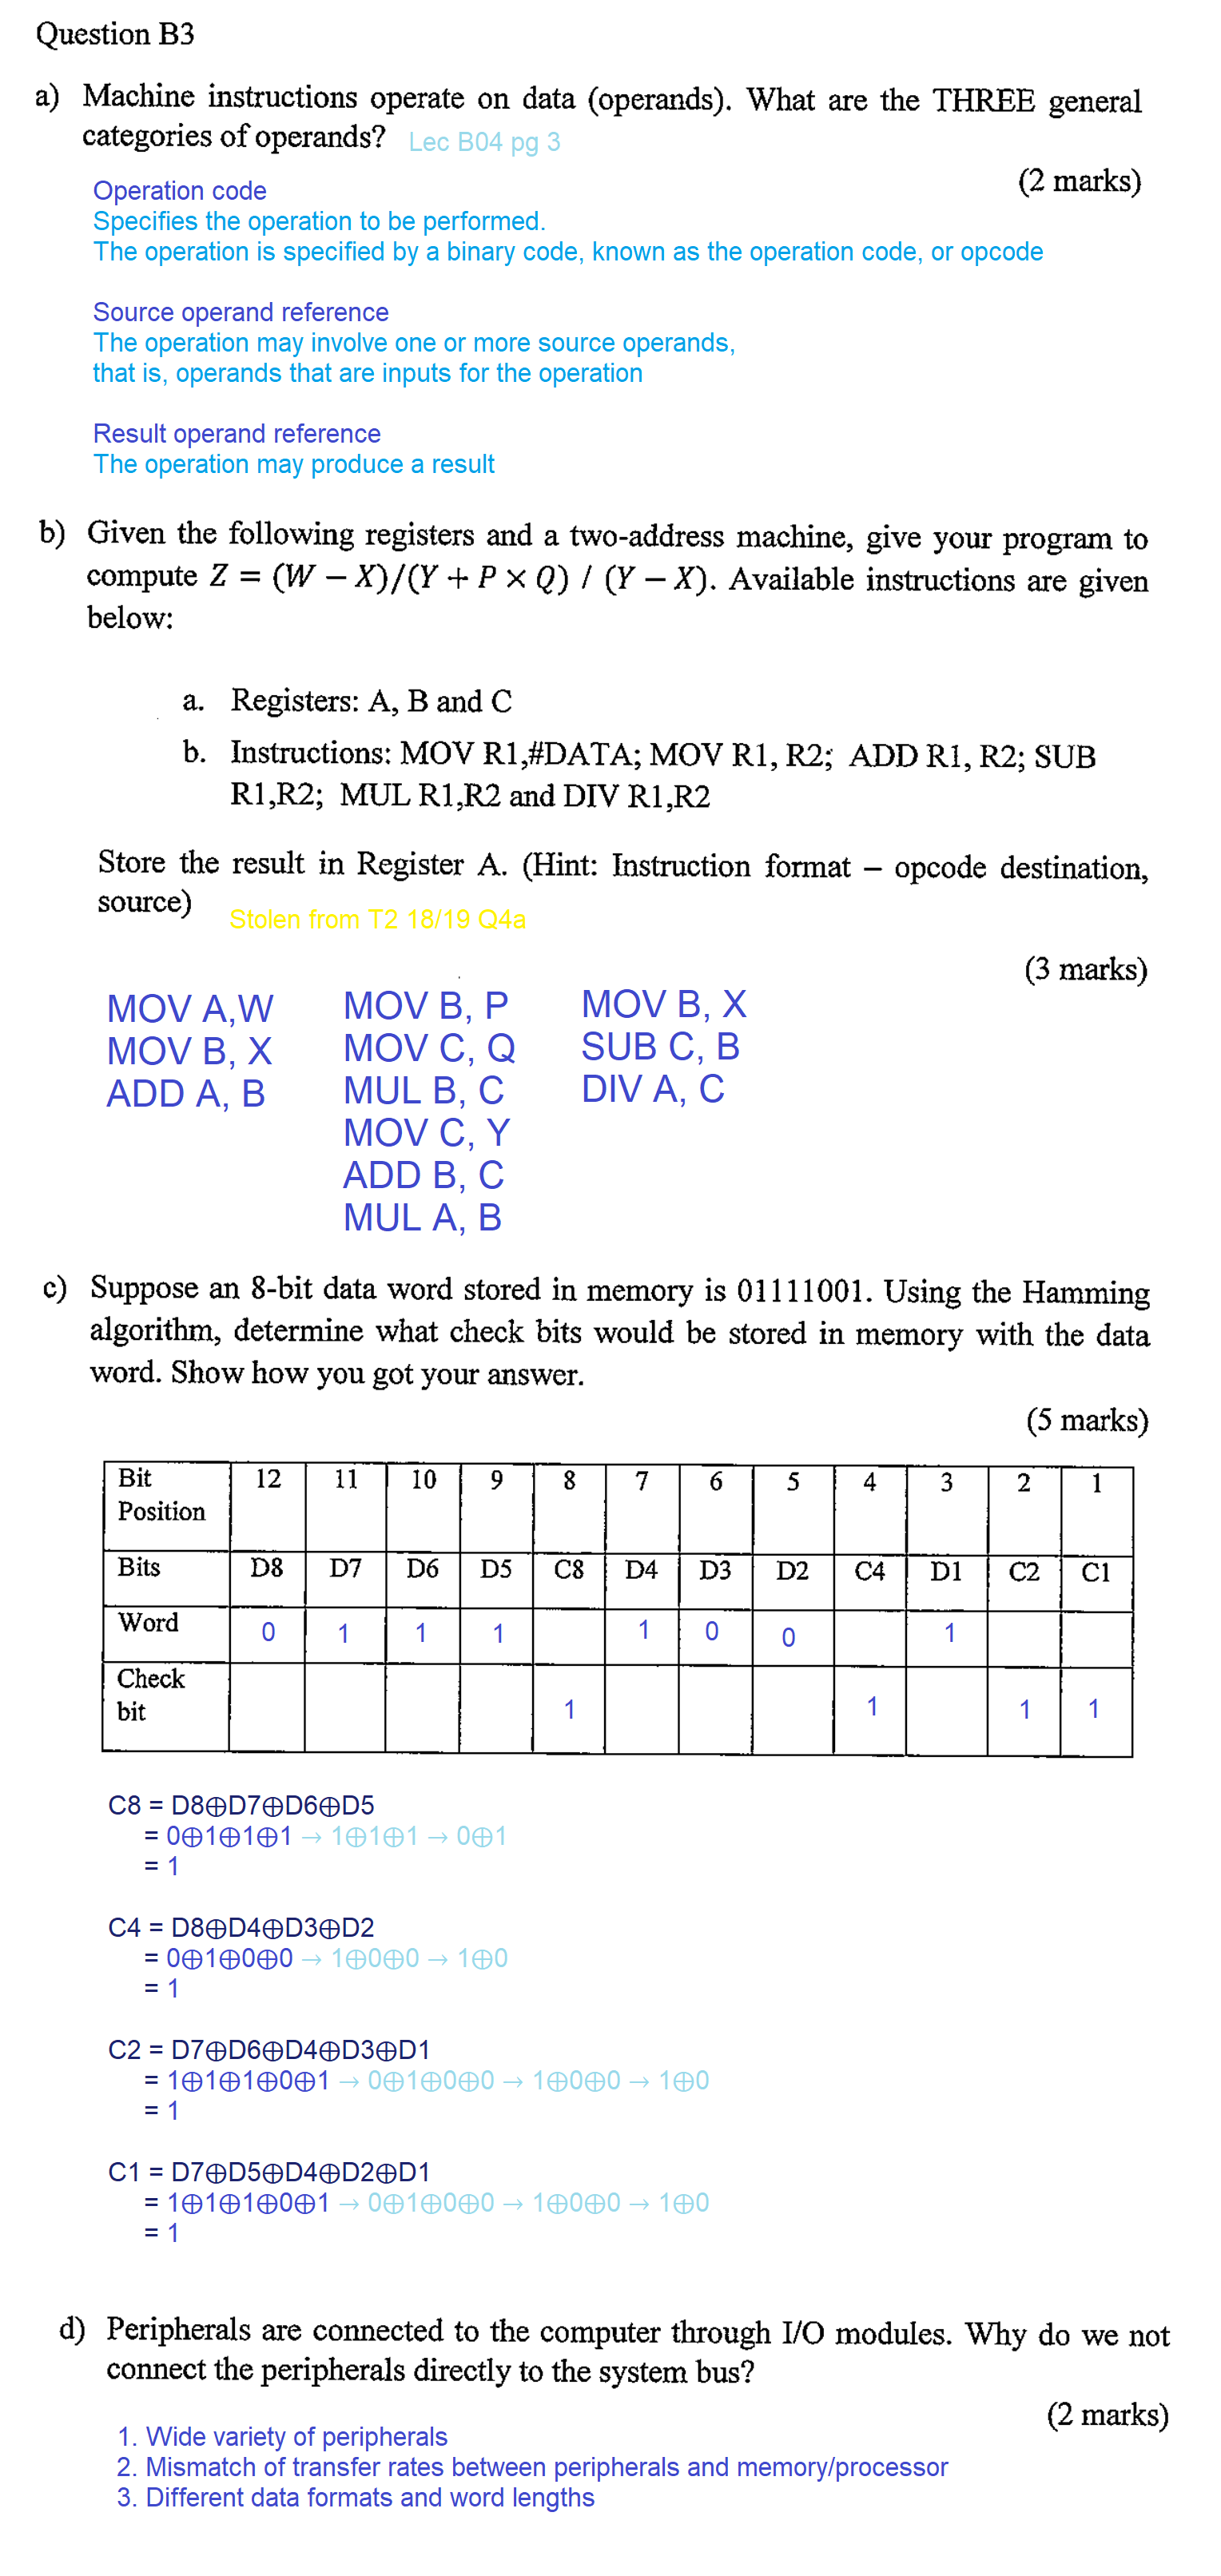 Question B3
a) Machine instructions operate on data (operands). What are the THREE general
categories of operands? Lec B04 pg 3
(2 marks)
Operation code
Specifies the operation to be performed.
The operation is specified by a binary code, known as the operation code, or opcode
Source operand reference
The operation may involve one or more source operands,
that is, operands that are inputs for the operation
Result operand reference
The operation may produce a result
b) Given the following registers and a two-address machine, give your program to
compute Z = (W − X)/(Y + P × Q) / (Y − X). Available instructions are given
below:
a. Registers: A, B and C
b. Instructions: MOV R1,#DATA; MOV R1, R2; ADD R1, R2; SUB
R1,R2; MUL R1,R2 and DIV R1,R2
Store the result in Register A. (Hint: Instruction format – opcode destination,
source) Stolen from T2 18/19 Q4a
(3 marks)
MOV A,W
MOV B, X
ADD A, B
MOV B, P
MOV C, Q
MUL B, C
MOV C, Y
ADD B, C
MUL A, B
MOV B, X
SUB C, B
DIV A, C
c) Suppose an 8-bit data word stored in memory is 01111001. Using the Hamming
algorithm, determine what check bits would be stored in memory with the data
word. Show how you got your answer.
(5 marks)
Bit Position 12 11 10 9 8 7 6 5 4 3 2 1
Bits D8 D7 D6 D5 C8 D4 D3 D2 C4 D1 C2 C1
Word 0 1 1 1 1 0 0 1
Check bit 1 1 1 1
C8 = D8⊕D7⊕D6⊕D5
= 0⊕1⊕1⊕1 → 1⊕1⊕1 → 0⊕1
= 1
C4 = D8⊕D4⊕D3⊕D2
= 0⊕1⊕0⊕0 → 1⊕0⊕0 → 1⊕0
= 1
C2 = D7⊕D6⊕D4⊕D3⊕D1
= 1⊕1⊕1⊕0⊕1 → 0⊕1⊕0⊕0 → 1⊕0⊕0 → 1⊕0
= 1
C1 = D7⊕D5⊕D4⊕D2⊕D1
= 1⊕1⊕1⊕0⊕1 → 0⊕1⊕0⊕0 → 1⊕0⊕0 → 1⊕0
= 1
d) Peripherals are connected to the computer through I/O modules. Why do we not
connect the peripherals directly to the system bus?
(2 marks)
1. Wide variety of peripherals
2. Mismatch of transfer rates between peripherals and memory/processor
3. Different data formats and word lengths